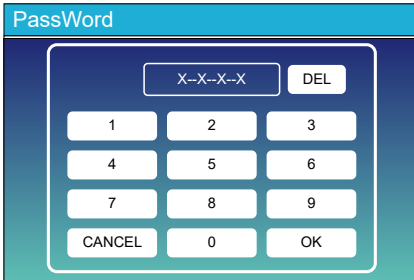 PassWord
X--X--X--X DEL
1 2 3
4 5 6
7 8 9
CANCEL 0 OK